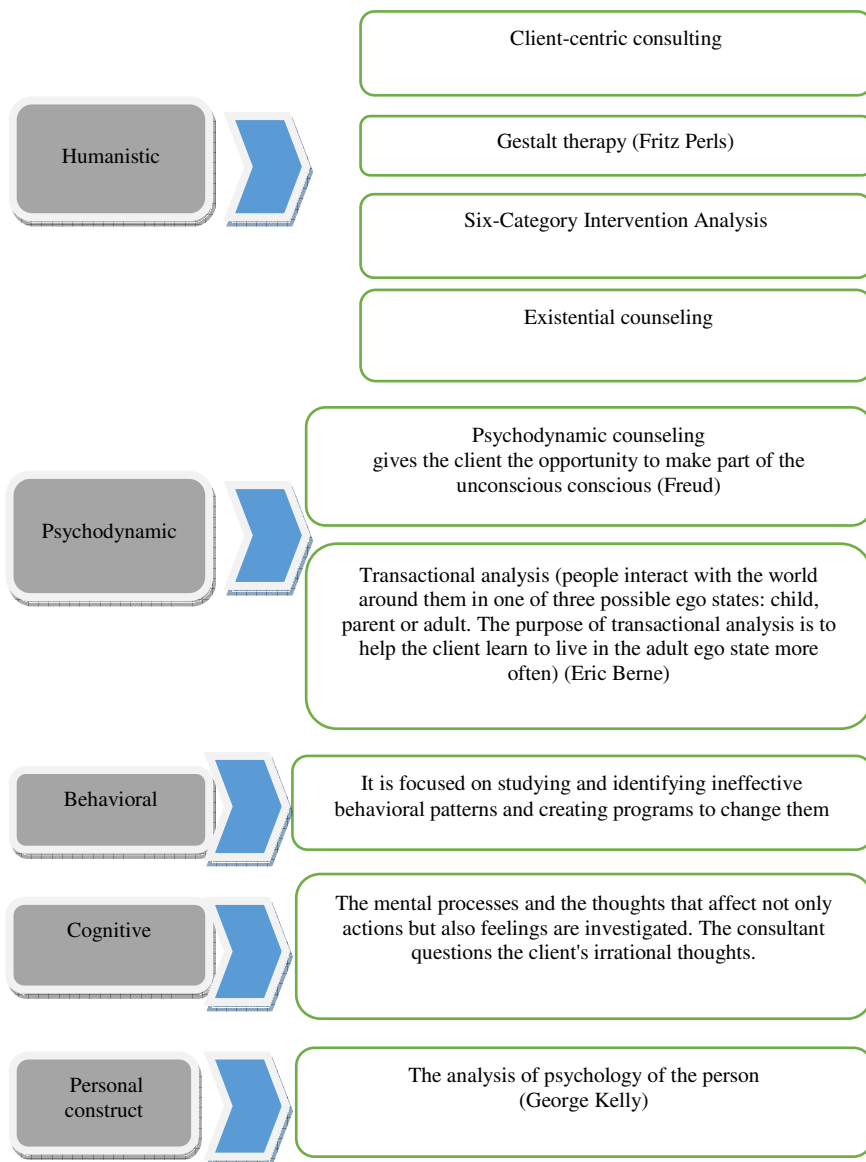 Humanistic
Client-centric consulting
Gestalt therapy (Fritz Perls)
Six-Category Intervention Analysis
Existential counseling
Psychodynamic
Psychodynamic counseling
gives the client the opportunity to make part of the
unconscious conscious (Freud)
Transactional analysis (people interact with the world
around them in one of three possible ego states: child,
parent or adult. The purpose of transactional analysis is to
help the client learn to live in the adult ego state more
often) (Eric Berne)
Behavioral
It is focused on studying and identifying ineffective
behavioral patterns and creating programs to change them
Cognitive
The mental processes and the thoughts that affect not only
actions but also feelings are investigated. The consultant
questions the client's irrational thoughts.
Personal
construct
The analysis of psychology of the person
(George Kelly)